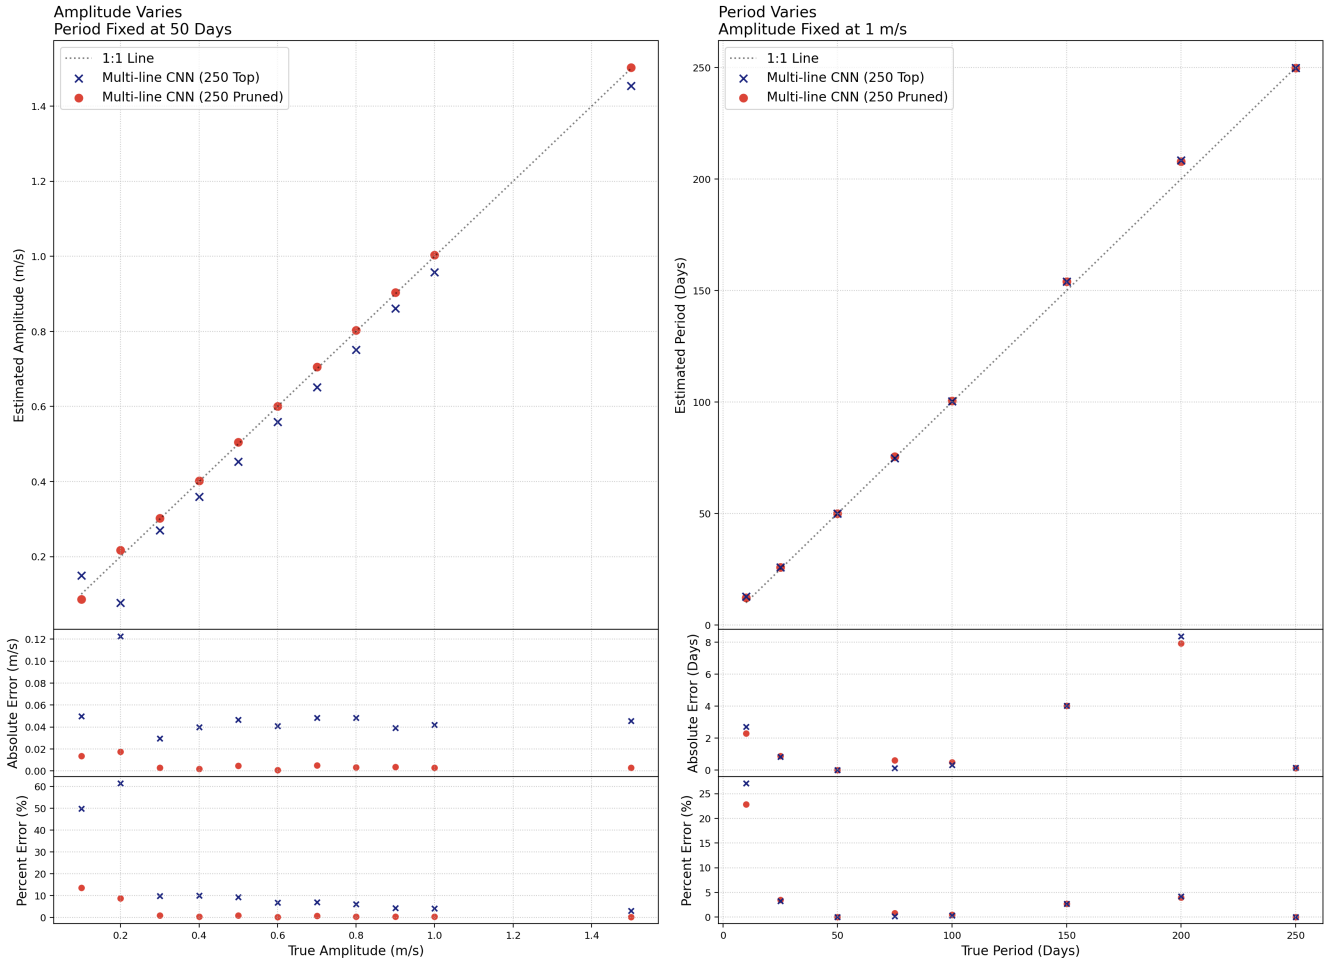 Amplitude Varies
Period Fixed at 50 Days
1:1 Line
Multi-line CNN (250 Top)
Multi-line CNN (250 Pruned)
Estimated Amplitude (m/s)
1.4
1.2
1.0
0.8
0.6
0.4
0.2
Absolute Error (m/s)
0.12
0.10
0.08
0.06
0.04
0.02
0.00
Percent Error (%)
60
50
40
30
20
10
0
0.2 0.4 0.6 0.8 1.0 1.2 1.4
True Amplitude (m/s)
Period Varies
Amplitude Fixed at 1 m/s
1:1 Line
Multi-line CNN (250 Top)
Multi-line CNN (250 Pruned)
Estimated Period (Days)
250
200
150
100
50
0
Absolute Error (Days)
8
6
4
2
0
Percent Error (%)
25
20
15
10
5
0
0 50 100 150 200 250
True Period (Days)